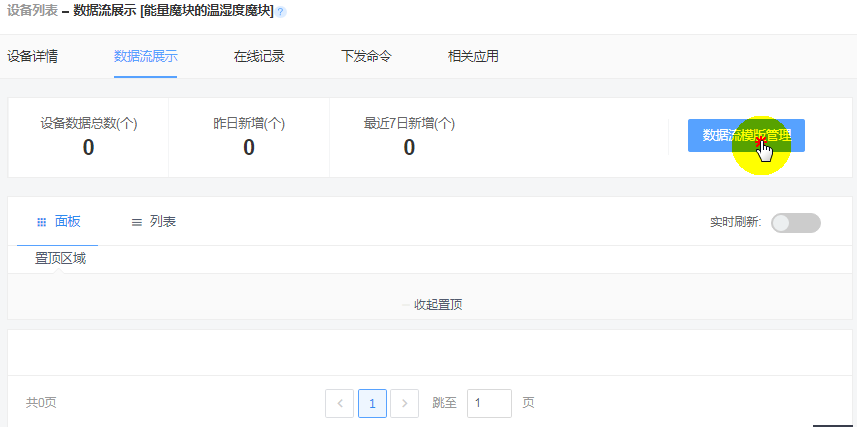 设备列表 – 数据流展示 [能量魔块的温湿度魔块] ?
设备详情 数据流展示 在线记录 下发命令 相关应用
设备数据总数(个) 昨日新增(个) 最近7日新增(个)
0 0 0
数据流模版管理
面板 列表 实时刷新:
置顶区域
收起置顶
共0页 < 1 > 跳至 1 页